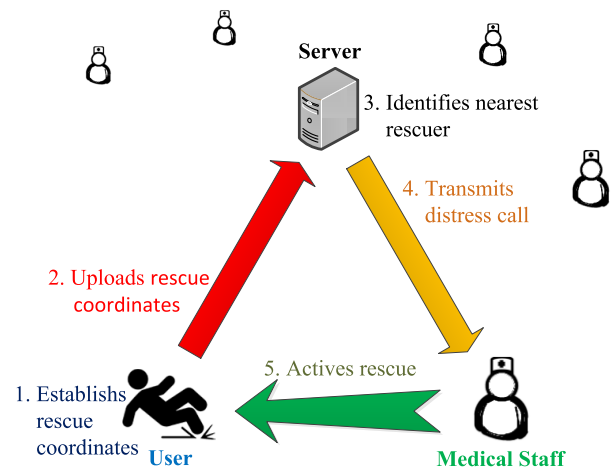 Server
3. Identifies nearest
rescuer
4. Transmits
distress call
2. Uploads rescue
coordinates
5. Actives rescue
1. Establishs
rescue
coordinates
User
Medical Staff